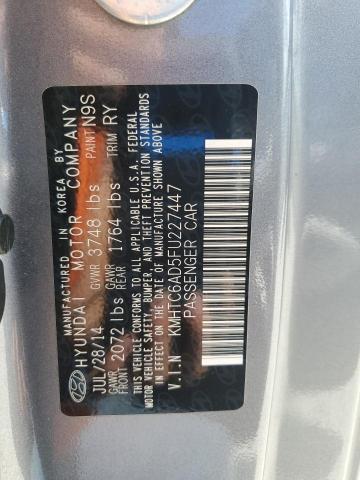 MANUFACTURED IN KOREA BY
HYUNDAI MOTOR COMPANY
JUL/28/14 GVWR 3748 lbs PAINT N9S
GAWR FRONT 2072 lbs GAWR REAR 1764 lbs TRIM RY
THIS VEHICLE CONFORMS TO ALL APPLICABLE U.S.A. FEDERAL
MOTOR VEHICLE SAFETY, BUMPER, AND THEFT PREVENTION STANDARDS
IN EFFECT ON THE DATE OF MANUFACTURE SHOWN ABOVE
V.I.N KMHTC6AD5FU227447
PASSENGER CAR